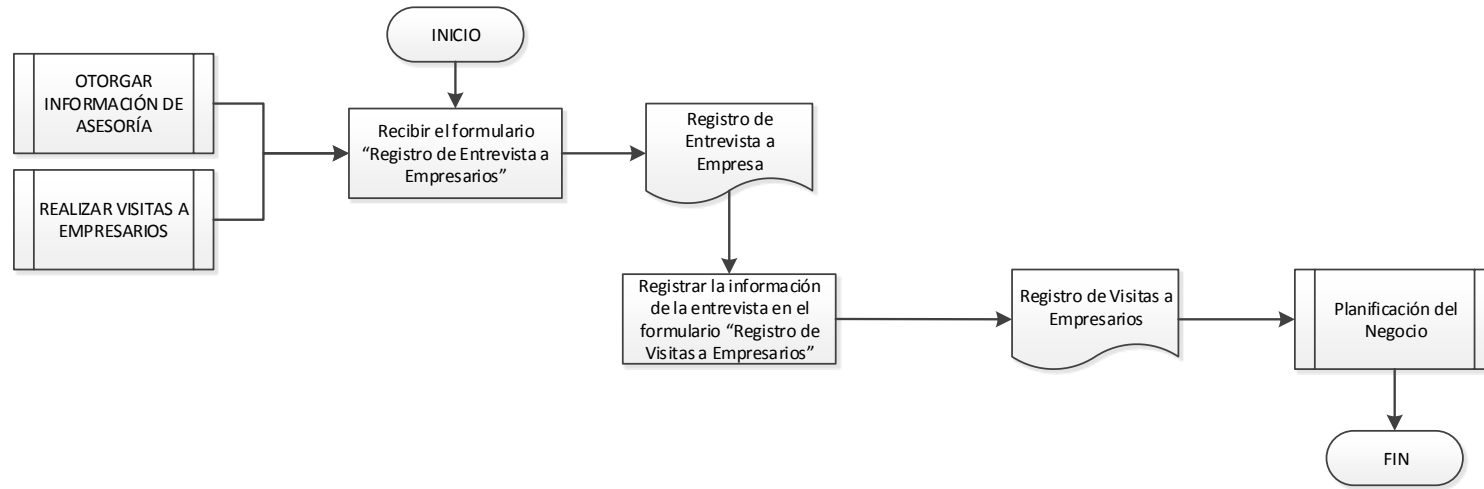 INICIO
OTORGAR
INFORMACIÓN DE
ASESORÍA
REALIZAR VISITAS A
EMPRESARIOS
Recibir el formulario
“Registro de Entrevista a
Empresarios”
Registro de
Entrevista a
Empresa
Registrar la información
de la entrevista en el
formulario “Registro de
Visitas a Empresarios”
Registro de Visitas a
Empresarios
Planificación del
Negocio
FIN